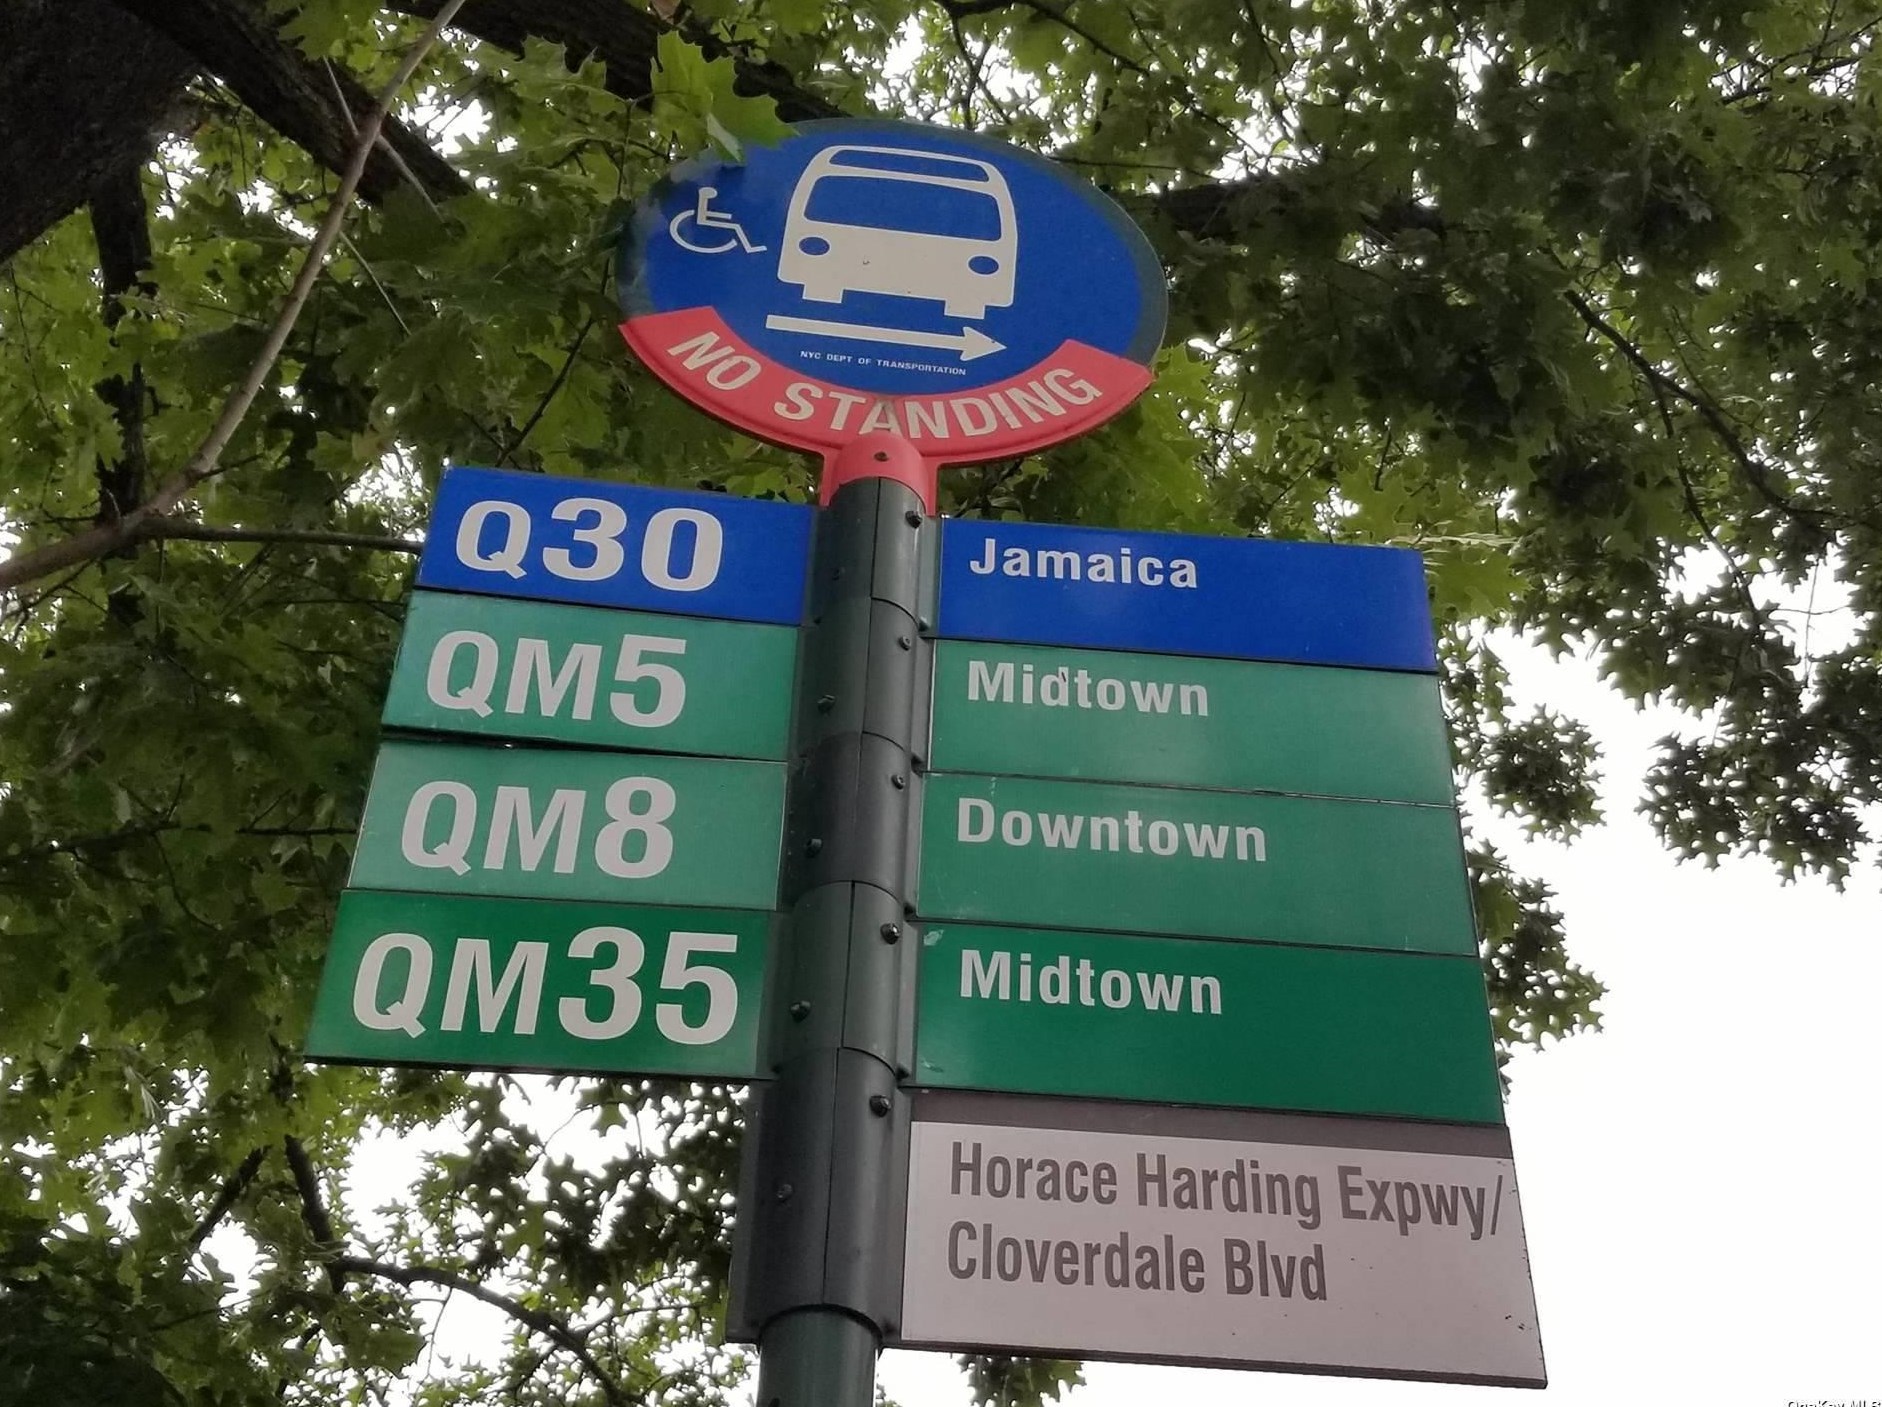 NYC DEPT OF TRANSPORTATION
NO STANDING
Q30 Jamaica
QM5 Midtown
QM8 Downtown
QM35 Midtown
Horace Harding Expwy/
Cloverdale Blvd